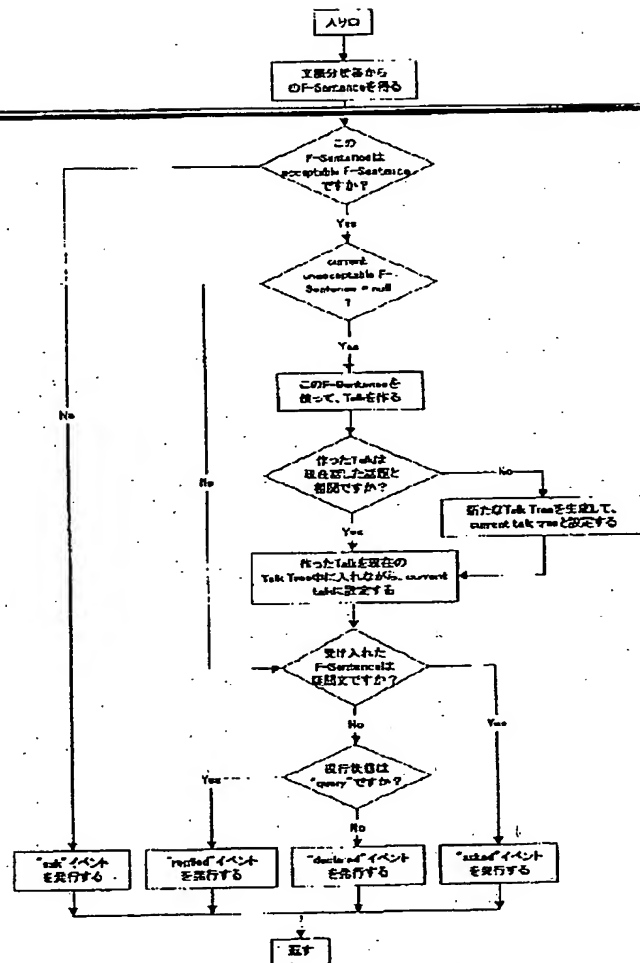 入り口
文脈分析器から
のF-Sentenceを得る
この
F-Sentenceは
acceptable F-Sentence
ですか？
Yes
current
unacceptable F-
Sentence = null
?
Yes
このF-Sentenceを
使って、Talkを作る
No
作ったTalkは
現在話した話題と
相関ですか？
No
No
新たなTalk Treeを生成して、
current talk treeと設定する
Yes
作ったTalkを現在の
Talk Tree中に入れながら、current
talkに設定する
受け入れた
F-Sentenceは
疑問文ですか？
No
Yes
現行状態は
"query"ですか？
Yes
No
"ask"イベント
を発行する
"replied"イベント
を発行する
"declared"イベント
を発行する
"asked"イベント
を発行する
返す